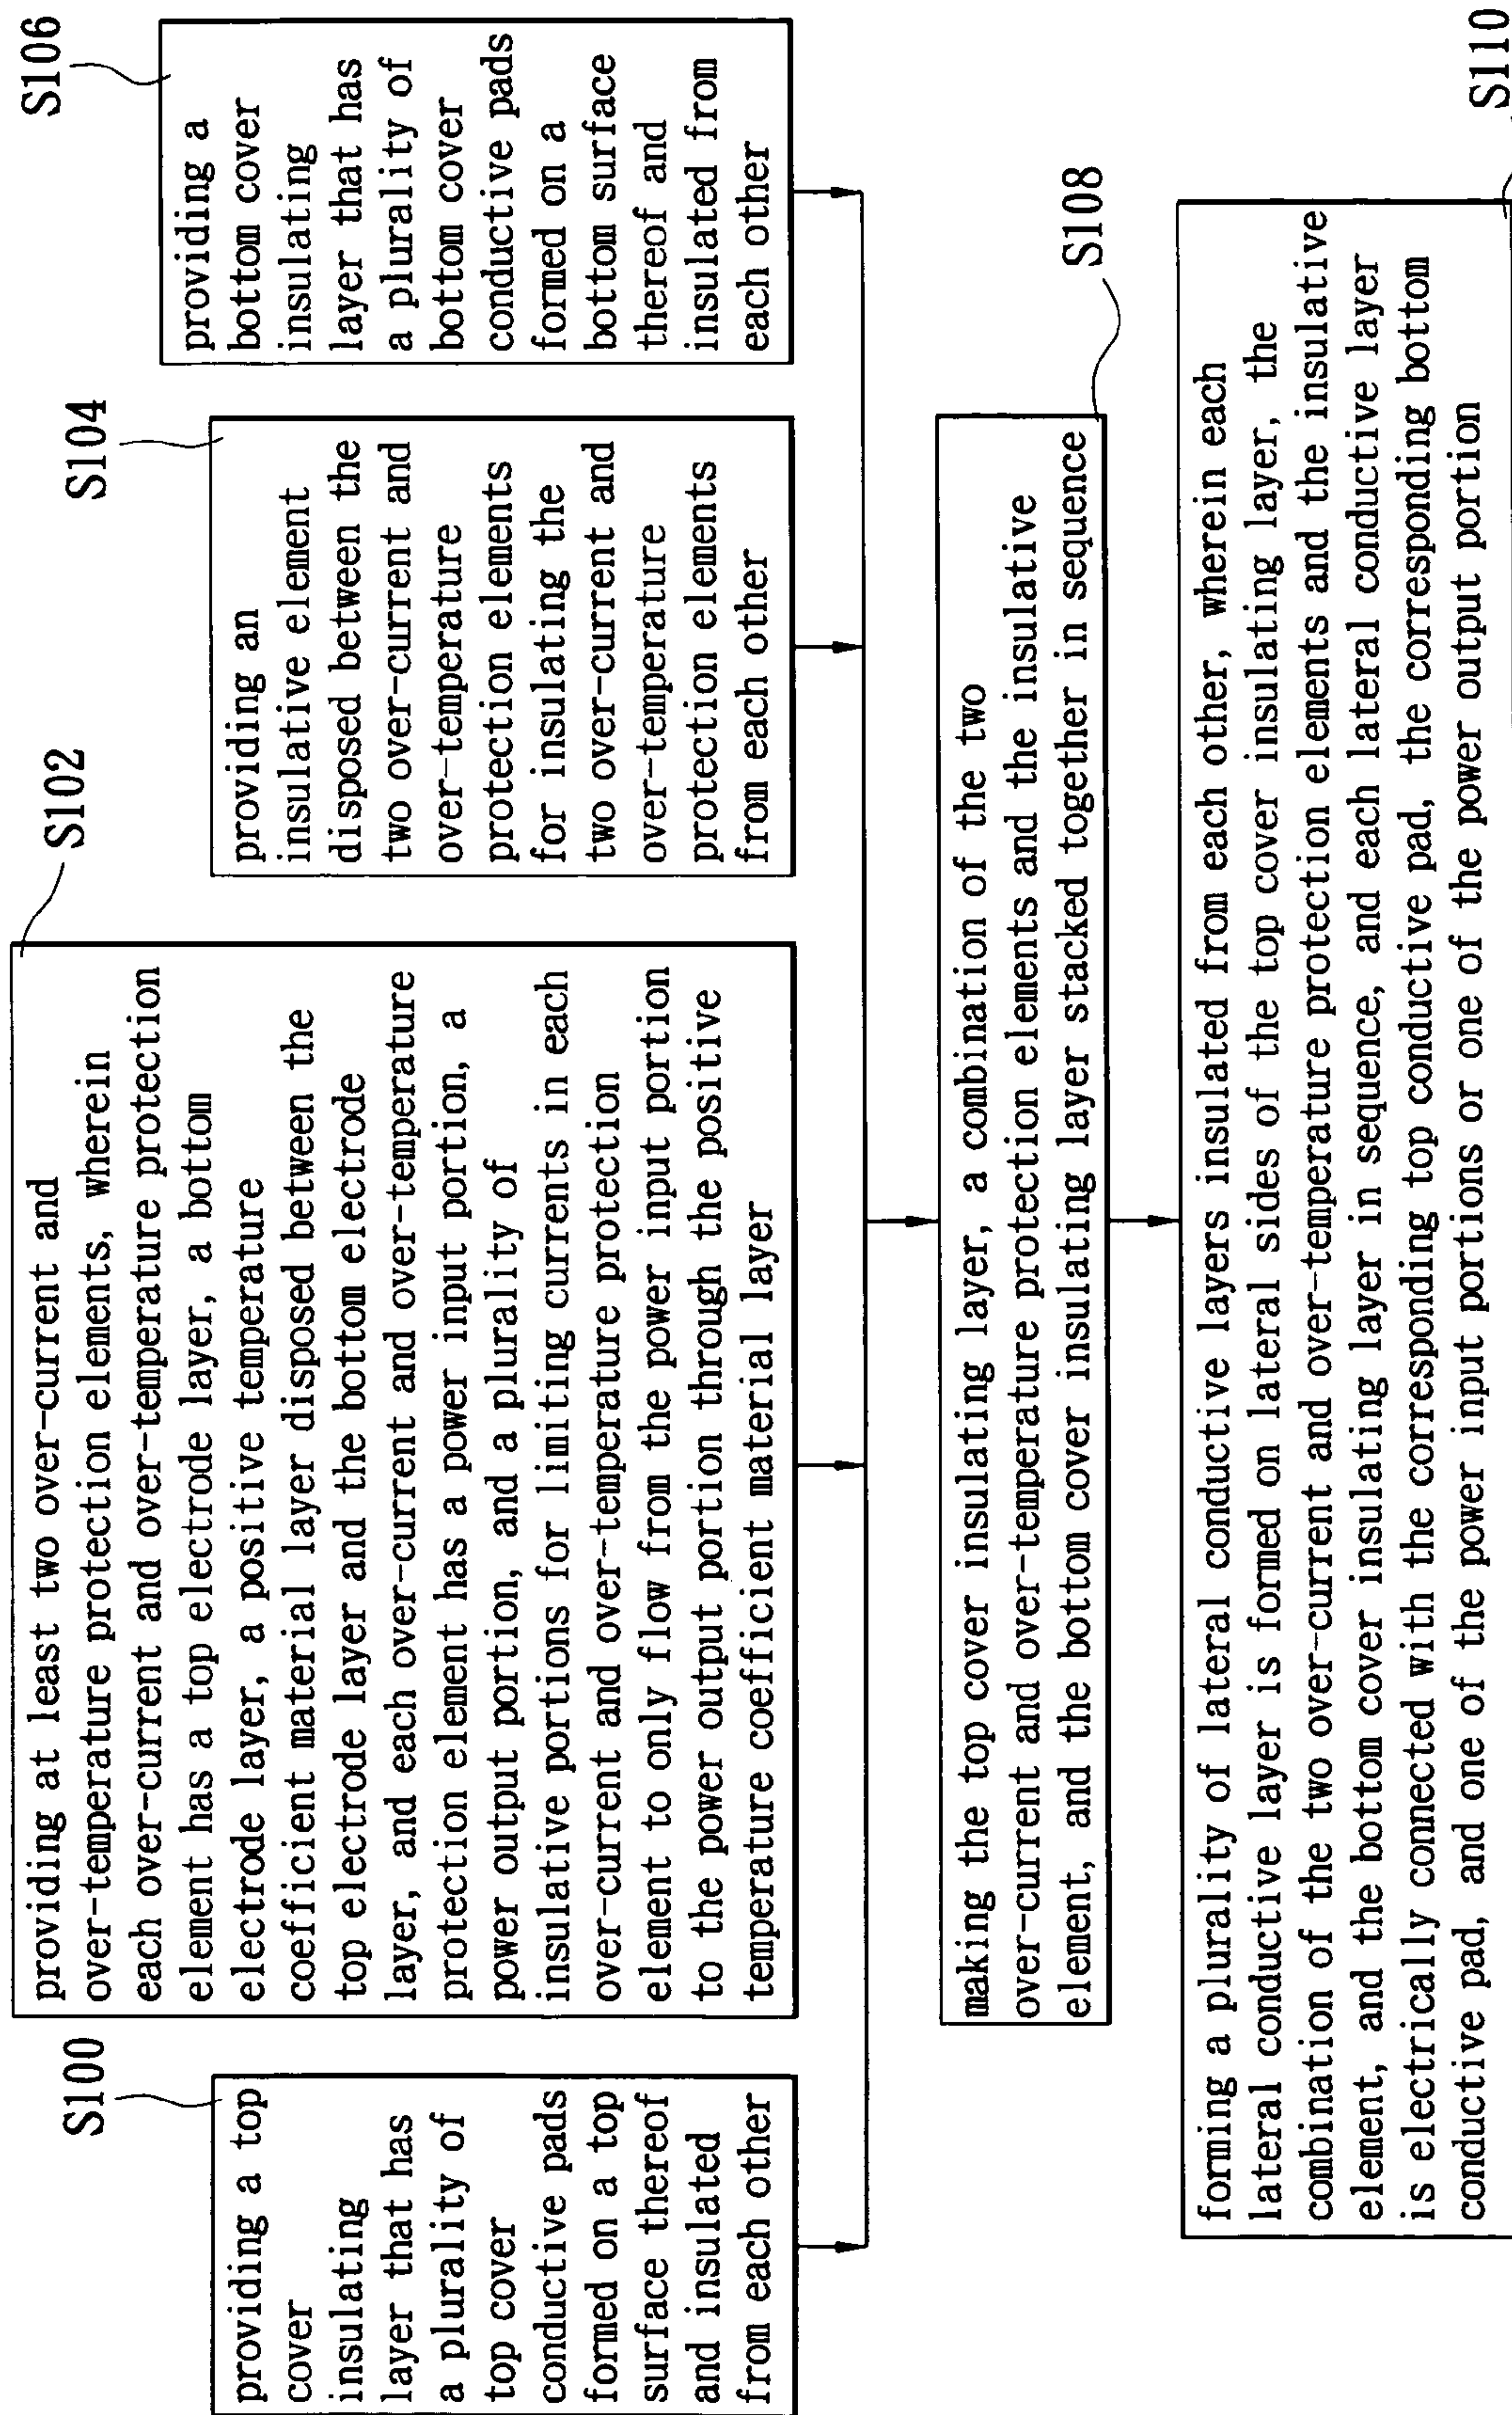 S100
providing a top
cover
insulating
layer that has
a plurality of
top cover
conductive pads
formed on a top
surface thereof
and insulated
from each other
S102
providing at least two over-current and
over-temperature protection elements, wherein
each over-current and over-temperature protection
element has a top electrode layer, a bottom
electrode layer, a positive temperature
coefficient material layer disposed between the
top electrode layer and the bottom electrode
layer, and each over-current and over-temperature
protection element has a power input portion, a
power output portion, and a plurality of
insulative portions for limiting currents in each
over-current and over-temperature protection
element to only flow from the power input portion
to the power output portion through the positive
temperature coefficient material layer
S104
providing an
insulative element
disposed between the
two over-current and
over-temperature
protection elements
for insulating the
two over-current and
over-temperature
protection elements
from each other
S106
providing a
bottom cover
insulating
layer that has
a plurality of
bottom cover
conductive pads
formed on a
bottom surface
thereof and
insulated from
each other
S108
making the top cover insulating layer, a combination of the two
over-current and over-temperature protection elements and the insulative
element, and the bottom cover insulating layer stacked together in sequence
S110
forming a plurality of lateral conductive layers insulated from each other, wherein each
lateral conductive layer is formed on lateral sides of the top cover insulating layer, the
combination of the two over-current and over-temperature protection elements and the insulative
element, and the bottom cover insulating layer in sequence, and each lateral conductive layer
is electrically connected with the corresponding top conductive pad, the corresponding bottom
conductive pad, and one of the power input portions or one of the power output portion